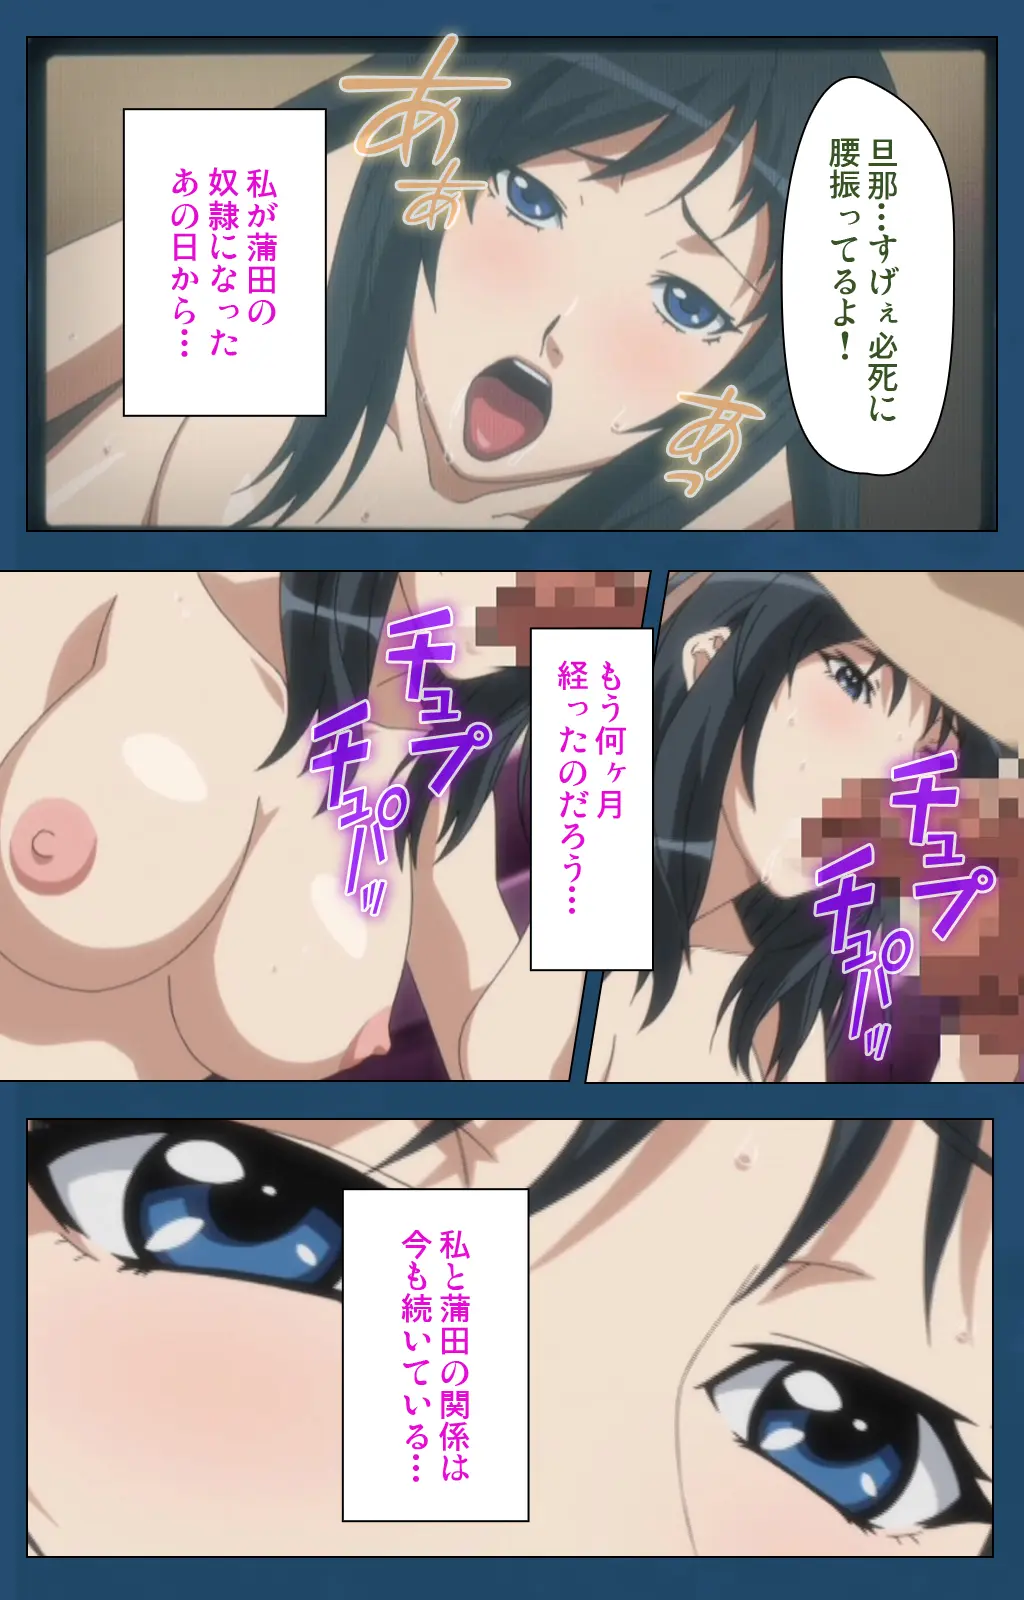 旦那…すげぇ必死に
腰振ってるよ！
あぁ
あぁ
あっ
私が蒲田の
奴隷になった
あの日から…
チュプ
チュパッ
もう何ヶ月
経ったのだろう…
チュプ
チュパッ
私と蒲田の関係は
今も続いている…